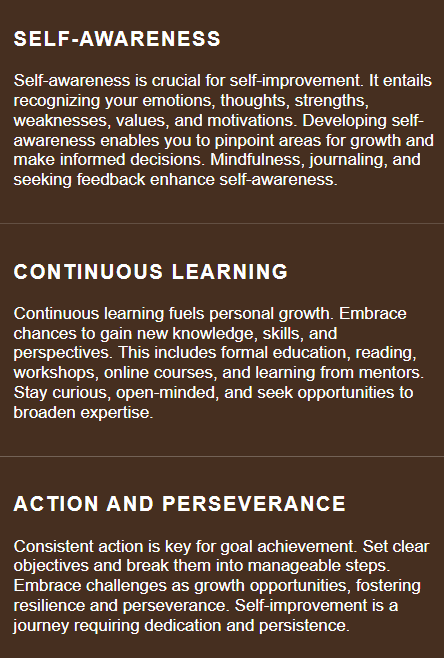 SELF-AWARENESS
Self-awareness is crucial for self-improvement. It entails
recognizing your emotions, thoughts, strengths,
weaknesses, values, and motivations. Developing self-
awareness enables you to pinpoint areas for growth and
make informed decisions. Mindfulness, journaling, and
seeking feedback enhance self-awareness.
CONTINUOUS LEARNING
Continuous learning fuels personal growth. Embrace
chances to gain new knowledge, skills, and
perspectives. This includes formal education, reading,
workshops, online courses, and learning from mentors.
Stay curious, open-minded, and seek opportunities to
broaden expertise.
ACTION AND PERSEVERANCE
Consistent action is key for goal achievement. Set clear
objectives and break them into manageable steps.
Embrace challenges as growth opportunities, fostering
resilience and perseverance. Self-improvement is a
journey requiring dedication and persistence.